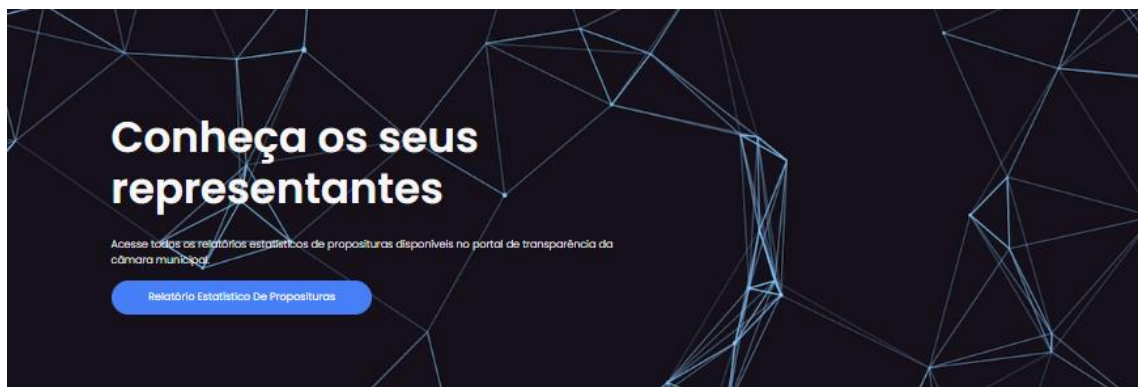 Conheça os seus
representantes
Acesse todos os relatórios estatísticos de proposituras disponíveis no portal de transparência da
câmara municipal.
Relatório Estatístico De Proposituras